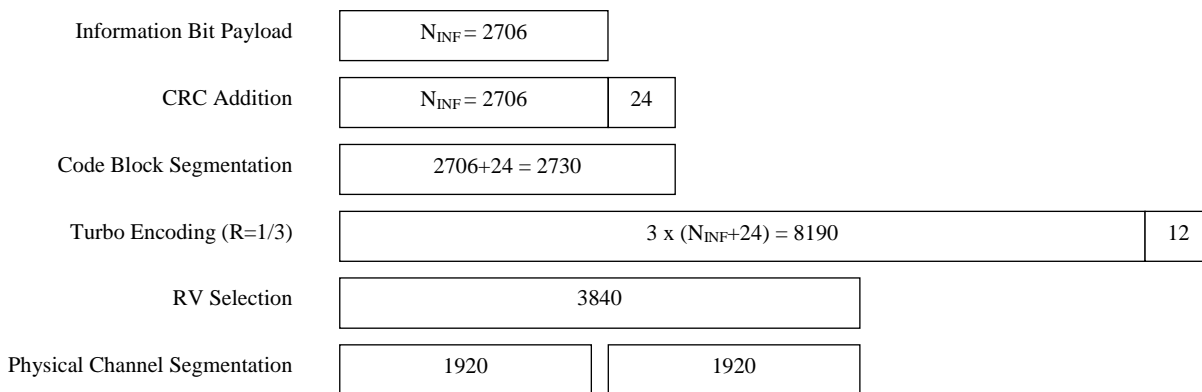 Information Bit Payload N_INF = 2706
CRC Addition N_INF = 2706 24
Code Block Segmentation 2706+24 = 2730
Turbo Encoding (R=1/3) 3 x (N_INF+24) = 8190 12
RV Selection 3840
Physical Channel Segmentation 1920 1920